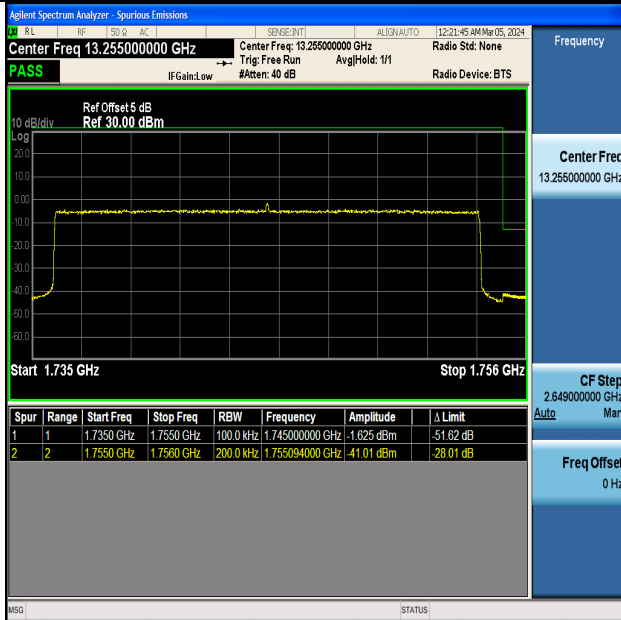 Agilent Spectrum Analyzer - Spurious Emissions
RL RF 50 Ω AC SENSE:INT ALIGN AUTO 12:21:45 AM Mar 05, 2024
Center Freq 13.255000000 GHz Center Freq: 13.255000000 GHz Radio Std: None Frequency
Trig: Free Run Avg|Hold: 1/1
PASS IFGain:Low #Atten: 40 dB Radio Device: BTS
Ref Offset 5 dB
10 dB/div Ref 30.00 dBm
Log
20.0
10.0
0.00
-10.0
-20.0
-30.0
-40.0
-50.0
-60.0
Start 1.735 GHz Stop 1.756 GHz
Spur Range Start Freq Stop Freq RBW Frequency Amplitude Δ Limit
1 1 1.7350 GHz 1.7550 GHz 100.0 kHz 1.745000000 GHz -1.625 dBm -51.62 dB
2 2 1.7550 GHz 1.7560 GHz 200.0 kHz 1.755094000 GHz -41.01 dBm -28.01 dB
Center Freq
13.255000000 GHz
CF Step
2.649000000 GHz
Auto Man
Freq Offset
0 Hz
MSG STATUS